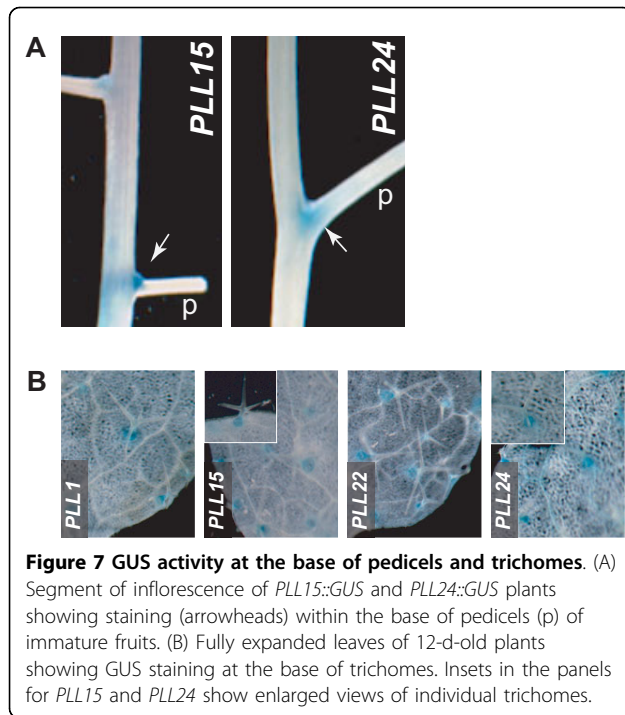 A
PLL15
PLL24
p
p
B
PLL1
PLL15
PLL22
PLL24
Figure 7 GUS activity at the base of pedicels and trichomes. (A)
Segment of inflorescence of PLL15::GUS and PLL24::GUS plants
showing staining (arrowheads) within the base of pedicels (p) of
immature fruits. (B) Fully expanded leaves of 12-d-old plants
showing GUS staining at the base of trichomes. Insets in the panels
for PLL15 and PLL24 show enlarged views of individual trichomes.